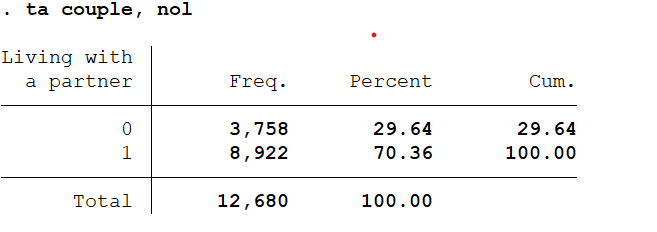 . ta couple, nol
Living with
a partner Freq. Percent Cum.
0 3,758 29.64 29.64
1 8,922 70.36 100.00
Total 12,680 100.00